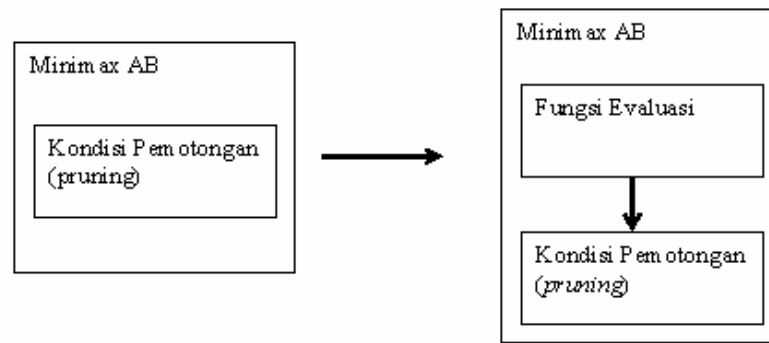 Minimax AB
Kondisi Pemotongan
(pruning)
Minimax AB
Fungsi Evaluasi
Kondisi Pemotongan
(pruning)